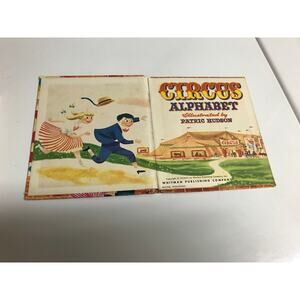 CIRCUS
ALPHABET
Illustrated by
PATRIC HUDSON
CIRCUS
WHITMAN PUBLISHING COMPANY